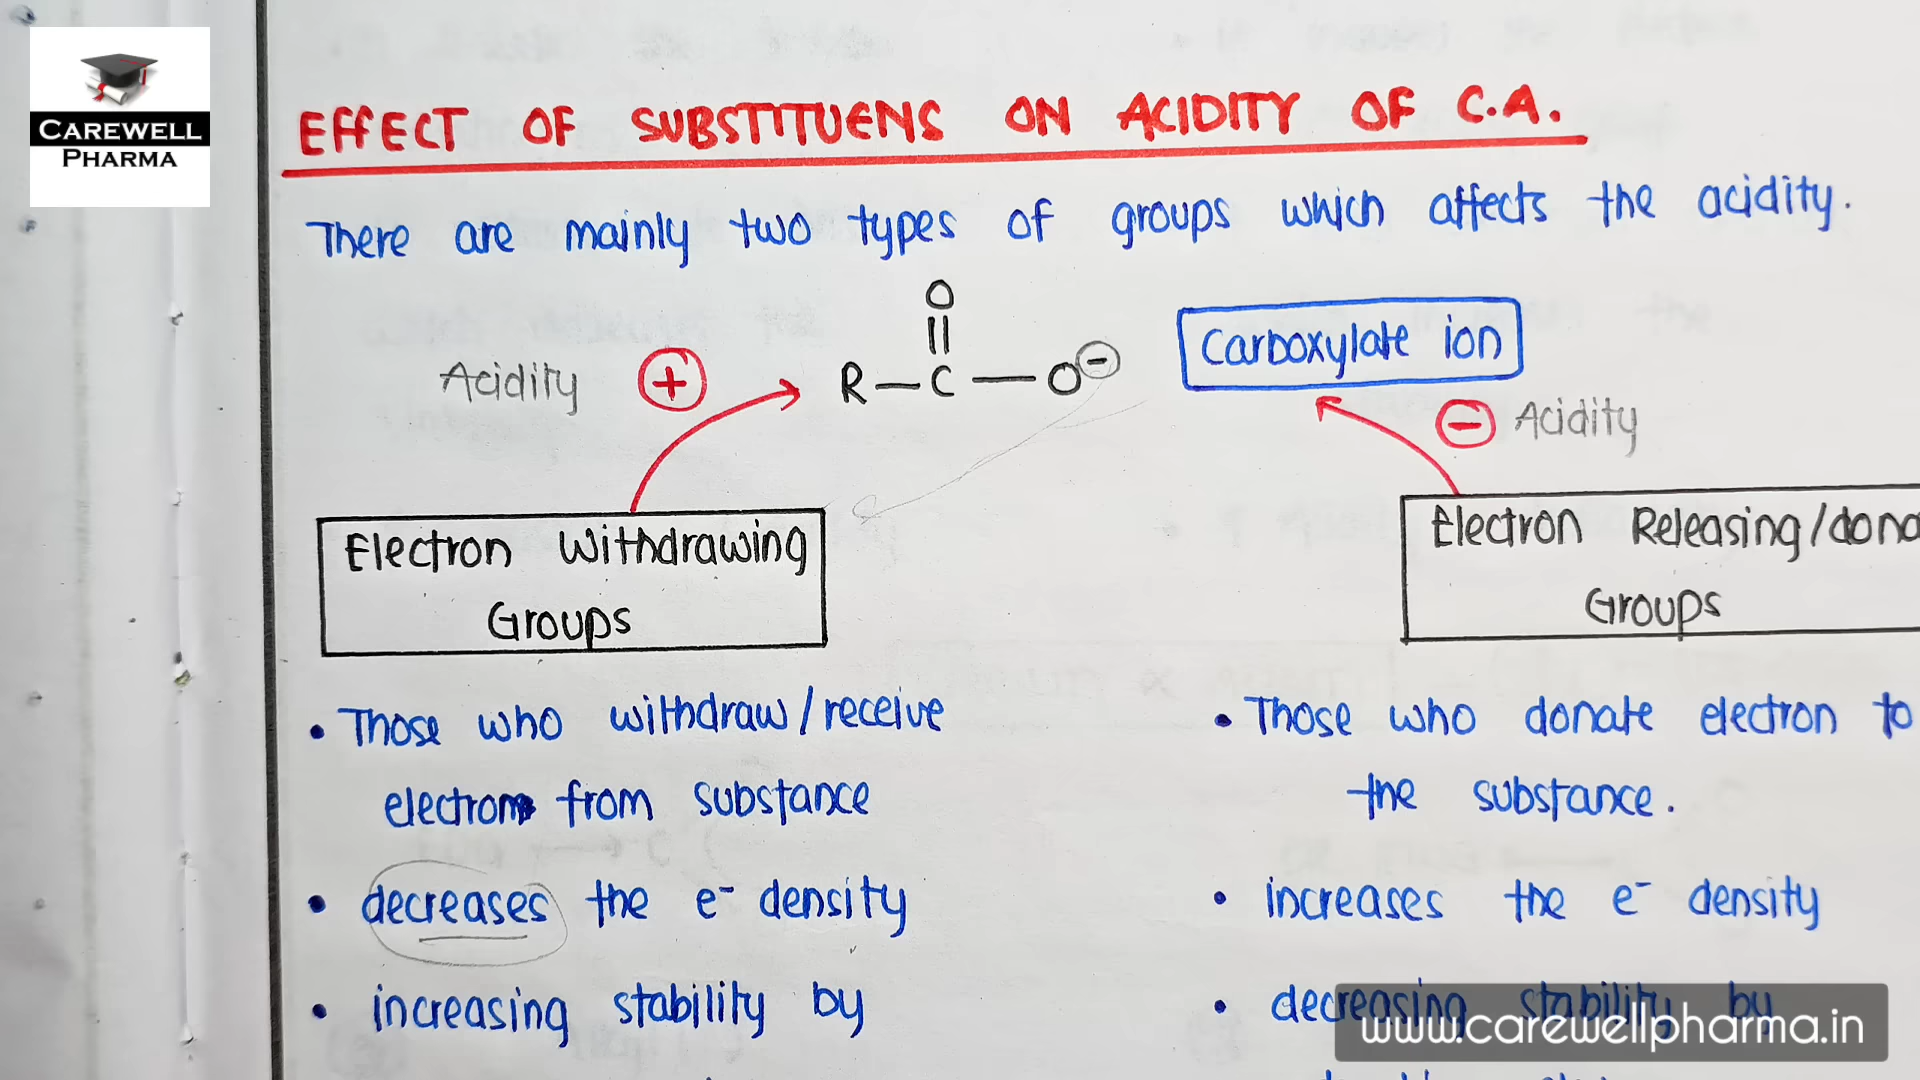 CAREWELL
PHARMA
EFFECT OF SUBSTITUENS ON ACIDITY OF C.A.
There are mainly two types of groups which affects the acidity.
O
Acidity + R-C-O- Carboxylate ion
- Acidity
Electron Withdrawing
Groups
Electron Releasing/dona
Groups
• Those who withdraw/receive
electron from substance
• decreases the e- density
• increasing stability by
• Those who donate electron to
the substance.
• increases the e- density
• decreasing stability by
www.carewellpharma.in